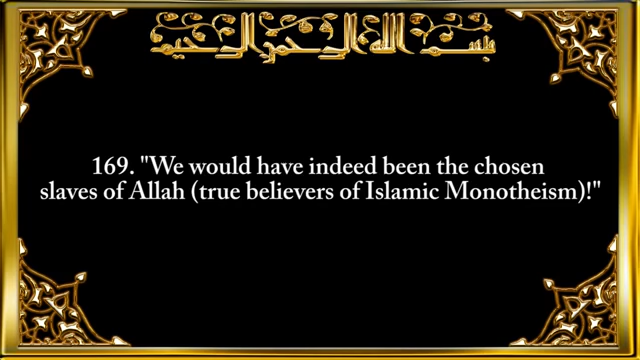 بسم الله الرحمن الرحيم
169. "We would have indeed been the chosen
slaves of Allah (true believers of Islamic Monotheism)!"